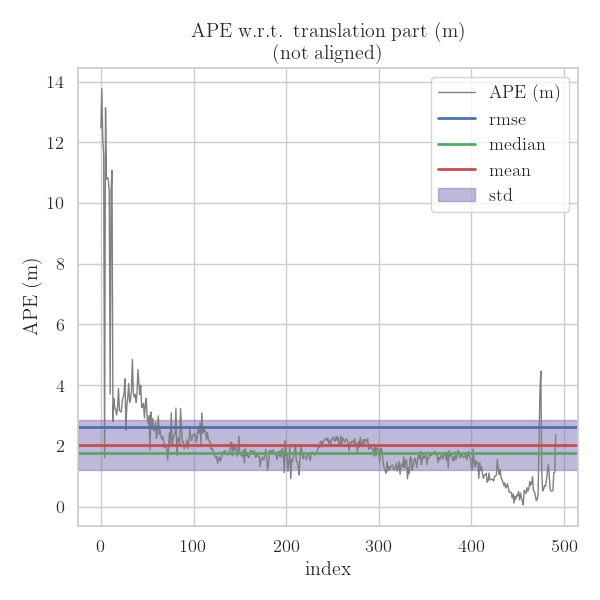 APE w.r.t. translation part (m)
(not aligned)
APE (m)
rmse
median
mean
std
14
12
10
8
6
4
2
0
APE (m)
0 100 200 300 400 500
index